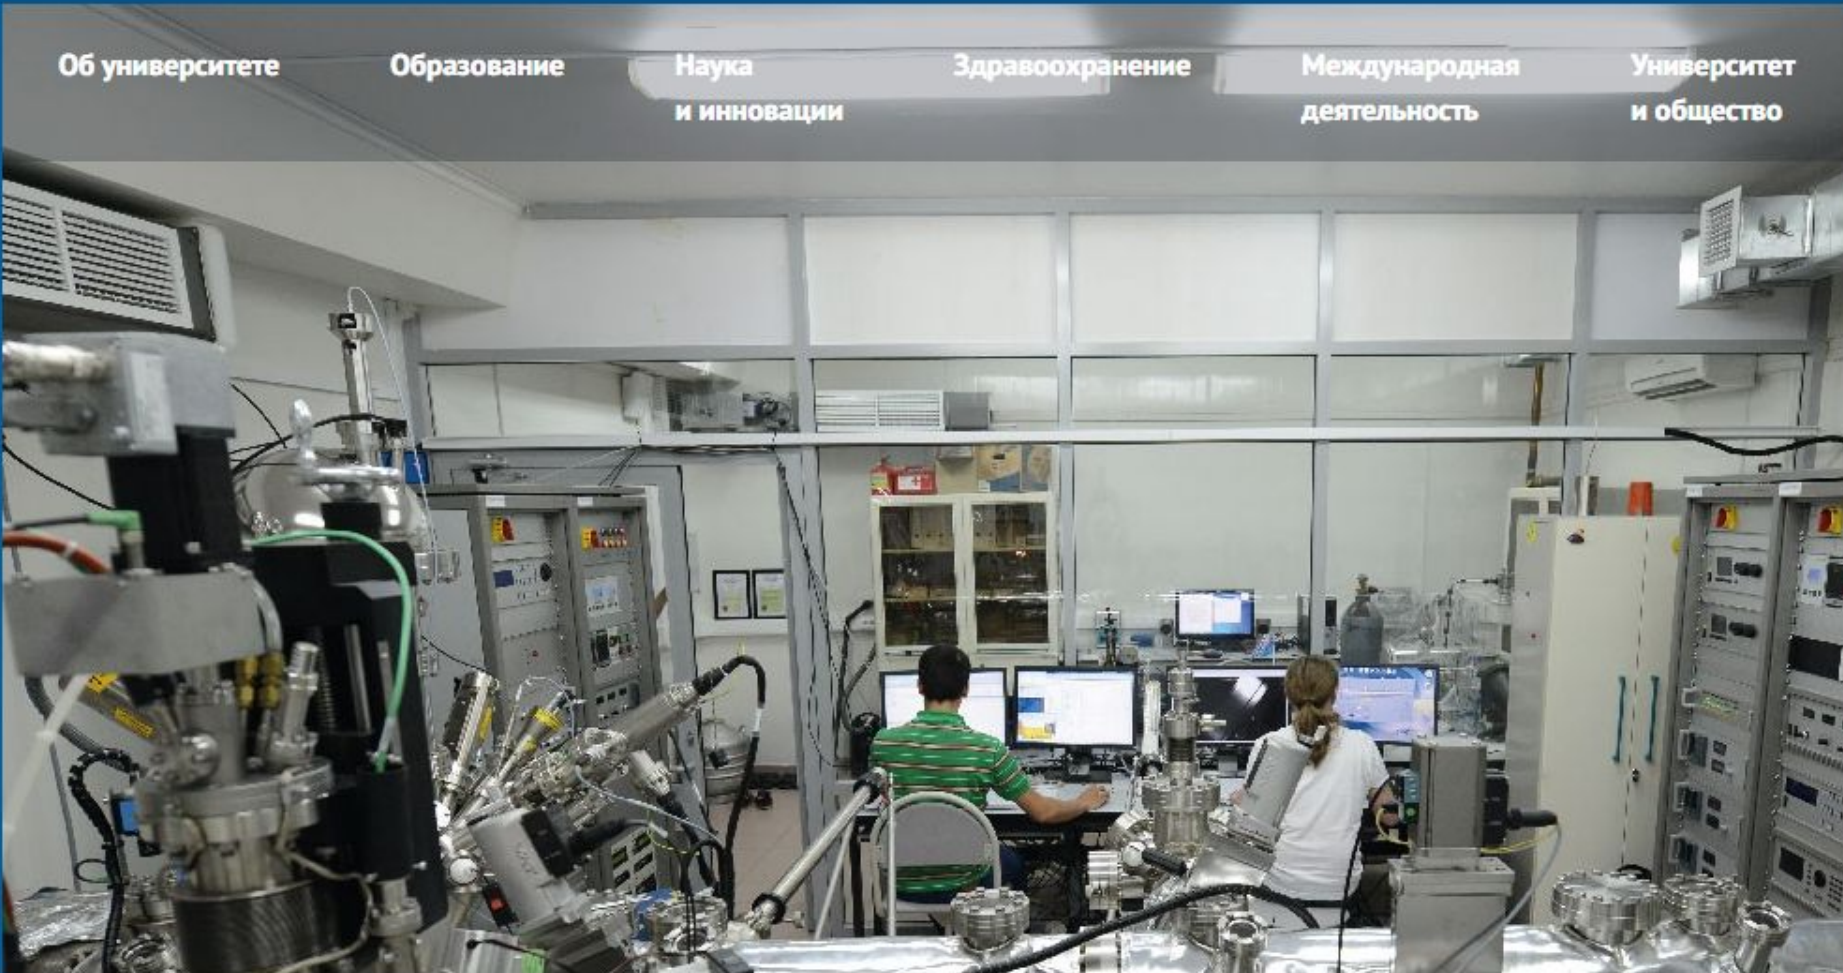 Об университете
Образование
Наука
и инновации
Здравоохранение
Международная
деятельность
Университет
и общество